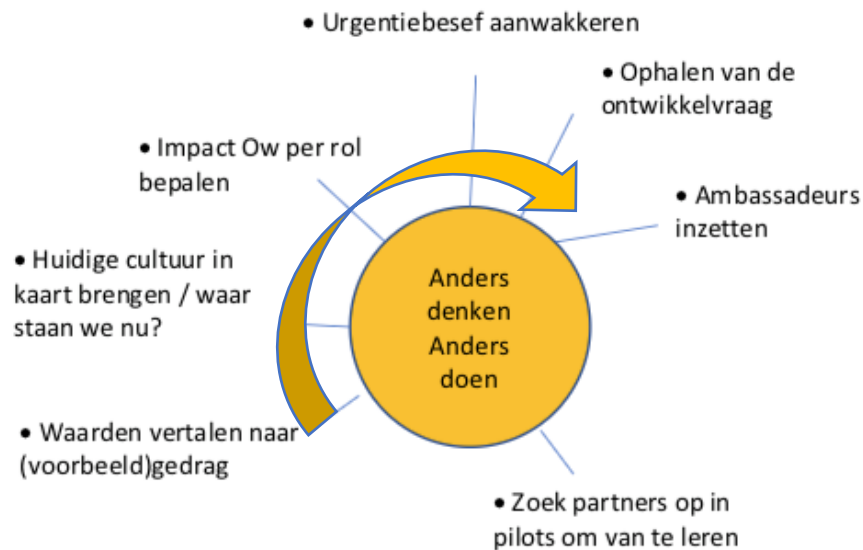 • Urgentiebesef aanwakkeren
• Ophalen van de
ontwikkelvraag
• Impact Ow per rol
bepalen
• Ambassadeurs
inzetten
• Huidige cultuur in
kaart brengen / waar
staan we nu?
Anders
denken
Anders
doen
• Waarden vertalen naar
(voorbeeld)gedrag
• Zoek partners op in
pilots om van te leren